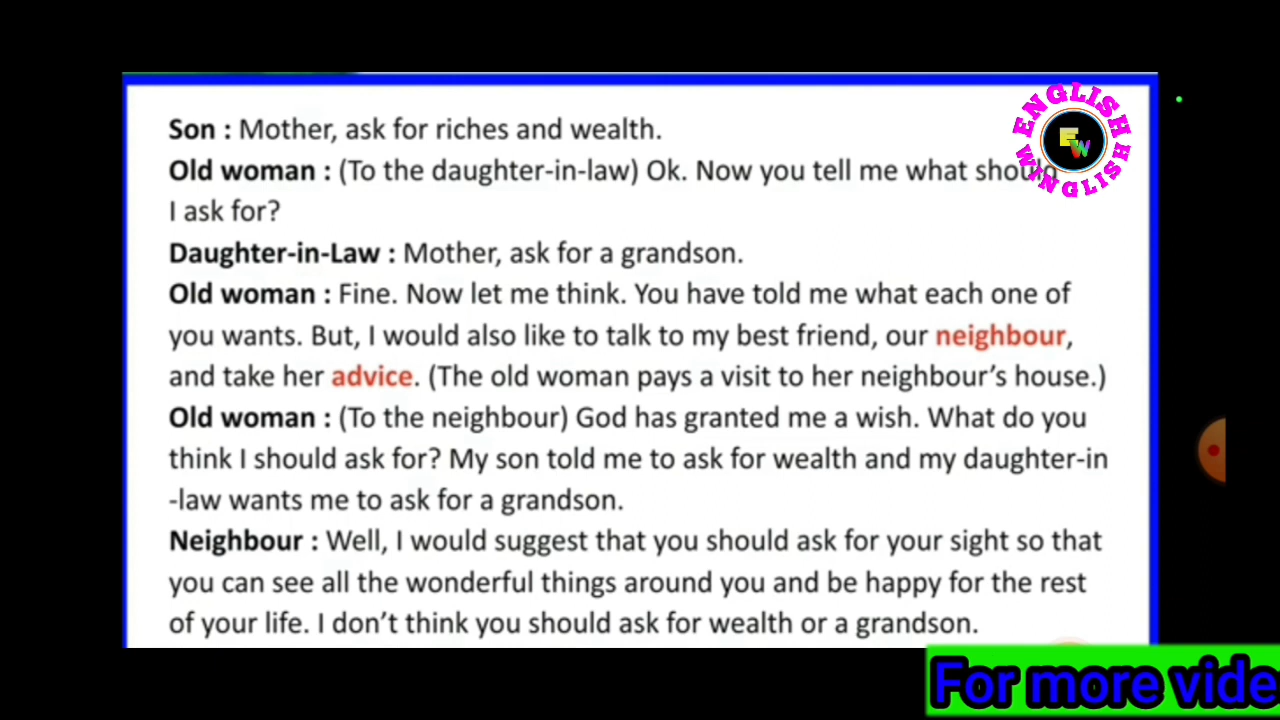 Son : Mother, ask for riches and wealth.
Old woman : (To the daughter-in-law) Ok. Now you tell me what should
I ask for?
Daughter-in-Law : Mother, ask for a grandson.
Old woman : Fine. Now let me think. You have told me what each one of
you wants. But, I would also like to talk to my best friend, our neighbour,
and take her advice. (The old woman pays a visit to her neighbour’s house.)
Old woman : (To the neighbour) God has granted me a wish. What do you
think I should ask for? My son told me to ask for wealth and my daughter-in
-law wants me to ask for a grandson.
Neighbour : Well, I would suggest that you should ask for your sight so that
you can see all the wonderful things around you and be happy for the rest
of your life. I don’t think you should ask for wealth or a grandson.
ENGLISH
EW
WINGLISH
For more vide